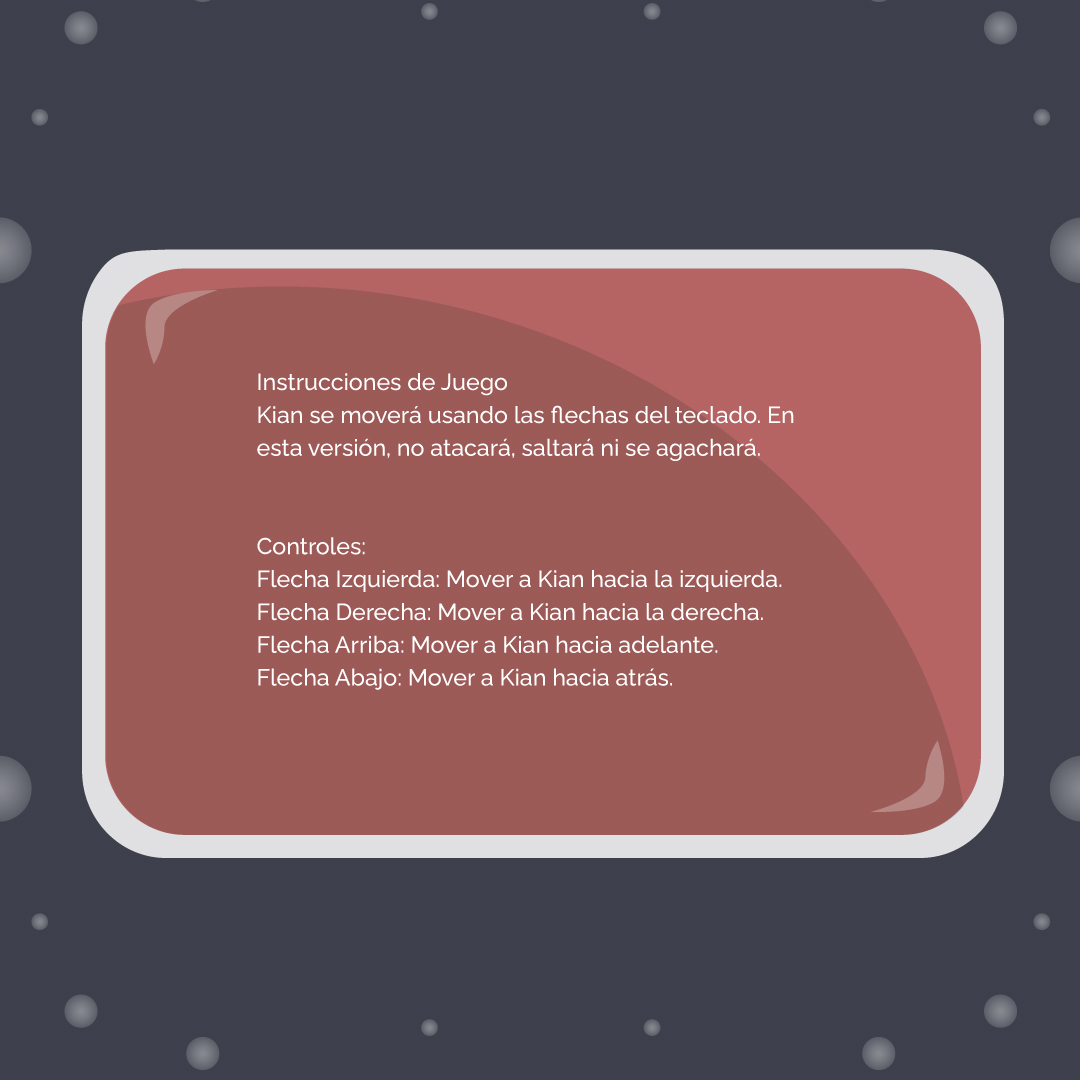 Instrucciones de Juego
Kian se moverá usando las flechas del teclado. En
esta versión, no atacará, saltará ni se agachará.
Controles:
Flecha Izquierda: Mover a Kian hacia la izquierda.
Flecha Derecha: Mover a Kian hacia la derecha.
Flecha Arriba: Mover a Kian hacia adelante.
Flecha Abajo: Mover a Kian hacia atrás.